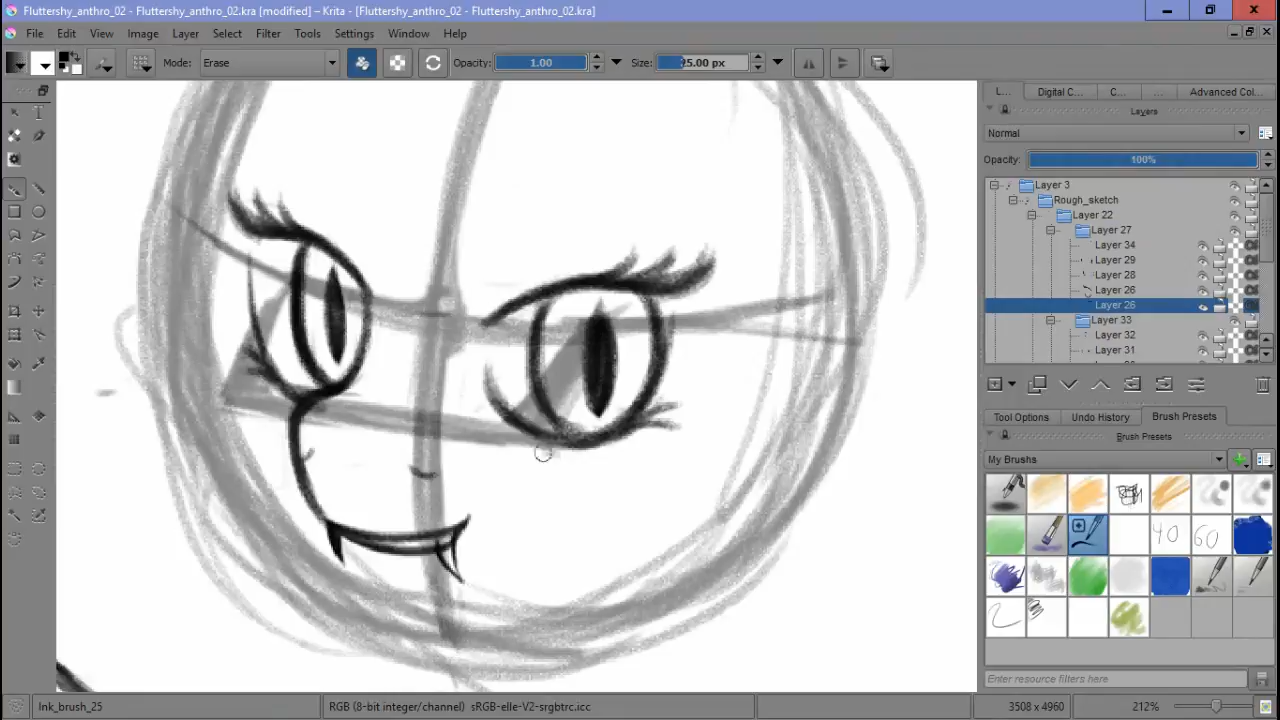 Fluttershy_anthro_02 - Fluttershy_anthro_02.kra [modified] – Krita - [Fluttershy_anthro_02 - Fluttershy_anthro_02.kra]
File Edit View Image Layer Select Filter Tools Settings Window Help
Mode: Erase Opacity: 1.00 Size: 25.00 px
L... Digital C... C... ... Advanced Col...
Layers
Normal
Opacity: 100%
Layer 3
Rough_sketch
Layer 22
Layer 27
Layer 34
Layer 29
Layer 28
Layer 26
Layer 26
Layer 33
Layer 32
Layer 31
Tool Options Undo History Brush Presets
Brush Presets
My Brushes
40 60
Enter resource filters here
Ink_brush_25 RGB (8-bit integer/channel) sRGB-elle-V2-srgbtrc.icc 3508 x 4960 212%